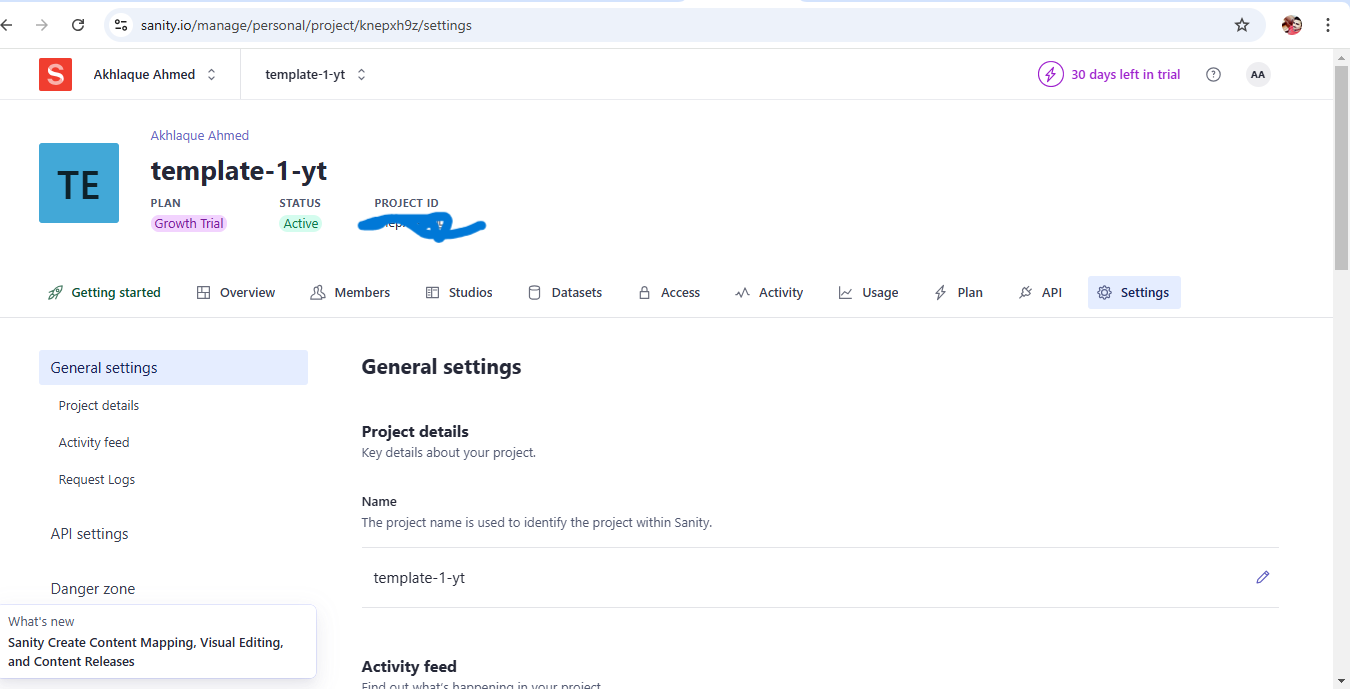 sanity.io/manage/personal/project/knepxh9z/settings
S Akhlaque Ahmed template-1-yt 30 days left in trial ? AA
Akhlaque Ahmed
TE
template-1-yt
PLAN STATUS PROJECT ID
Growth Trial Active
Getting started Overview Members Studios Datasets Access Activity Usage Plan API Settings
General settings
Project details
Activity feed
Request Logs
API settings
Danger zone
What's new
Sanity Create Content Mapping, Visual Editing,
and Content Releases
General settings
Project details
Key details about your project.
Name
The project name is used to identify the project within Sanity.
template-1-yt
Activity feed
Find out what's happening in your project